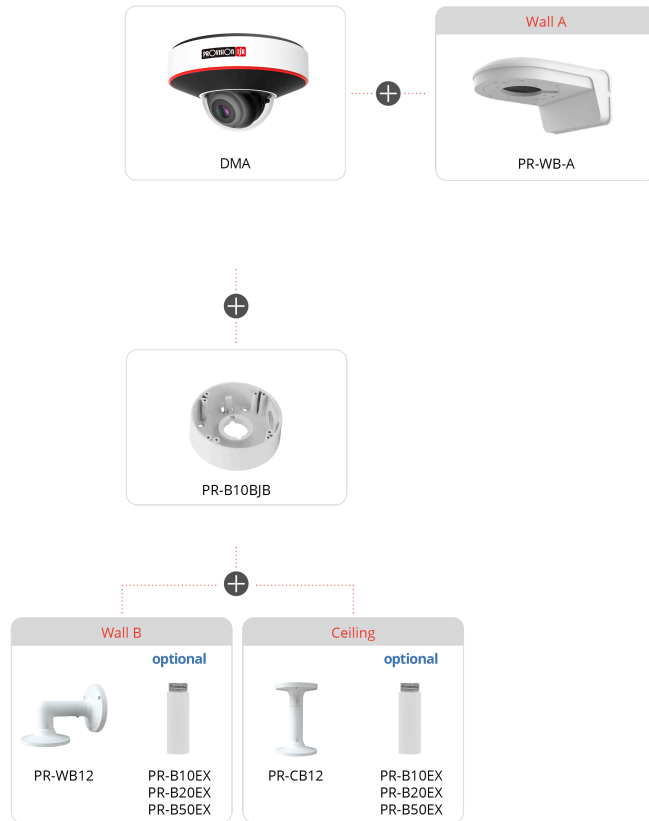 Wall A
PROVISION ISR
DMA
PR-WB-A
PR-B10BJB
Wall B
optional
PR-WB12
PR-B10EX
PR-B20EX
PR-B50EX
Ceiling
optional
PR-CB12
PR-B10EX
PR-B20EX
PR-B50EX